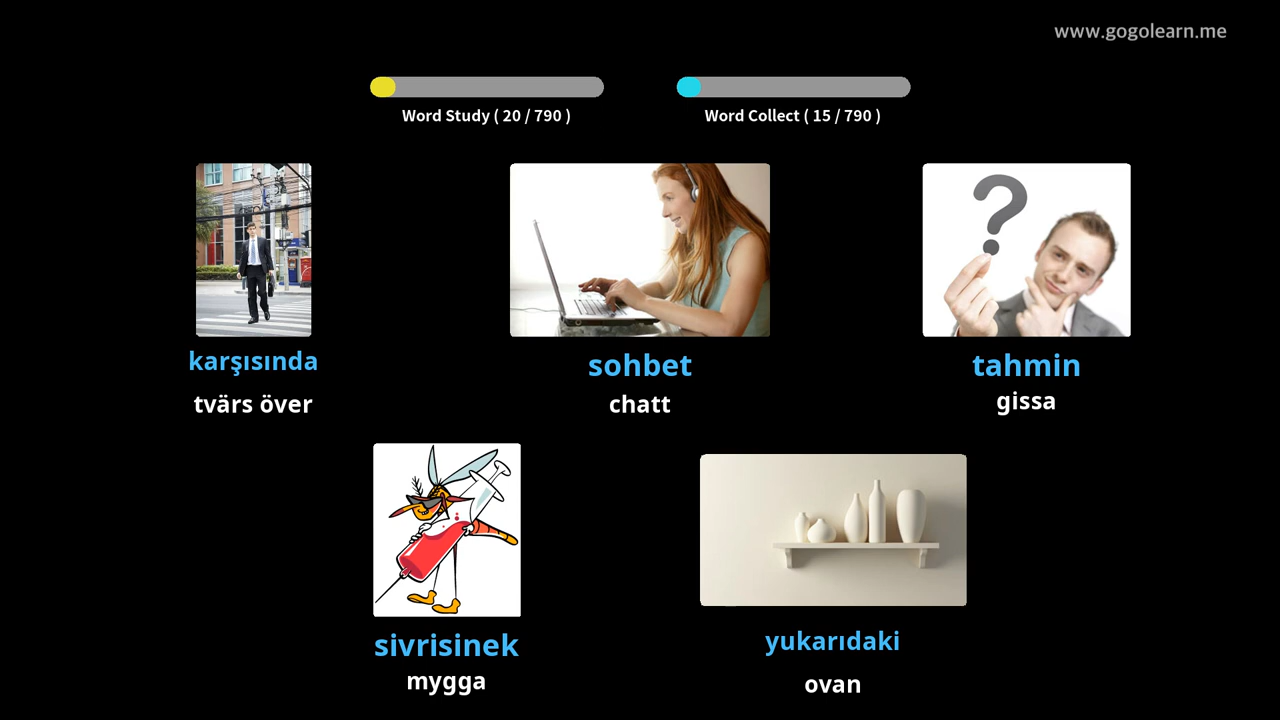 www.gogolearn.me
Word Study ( 20 / 790 )
Word Collect ( 15 / 790 )
karşısında
tvärs över
sohbet
chatt
tahmin
gissa
sivrisinek
mygga
yukarıdaki
ovan